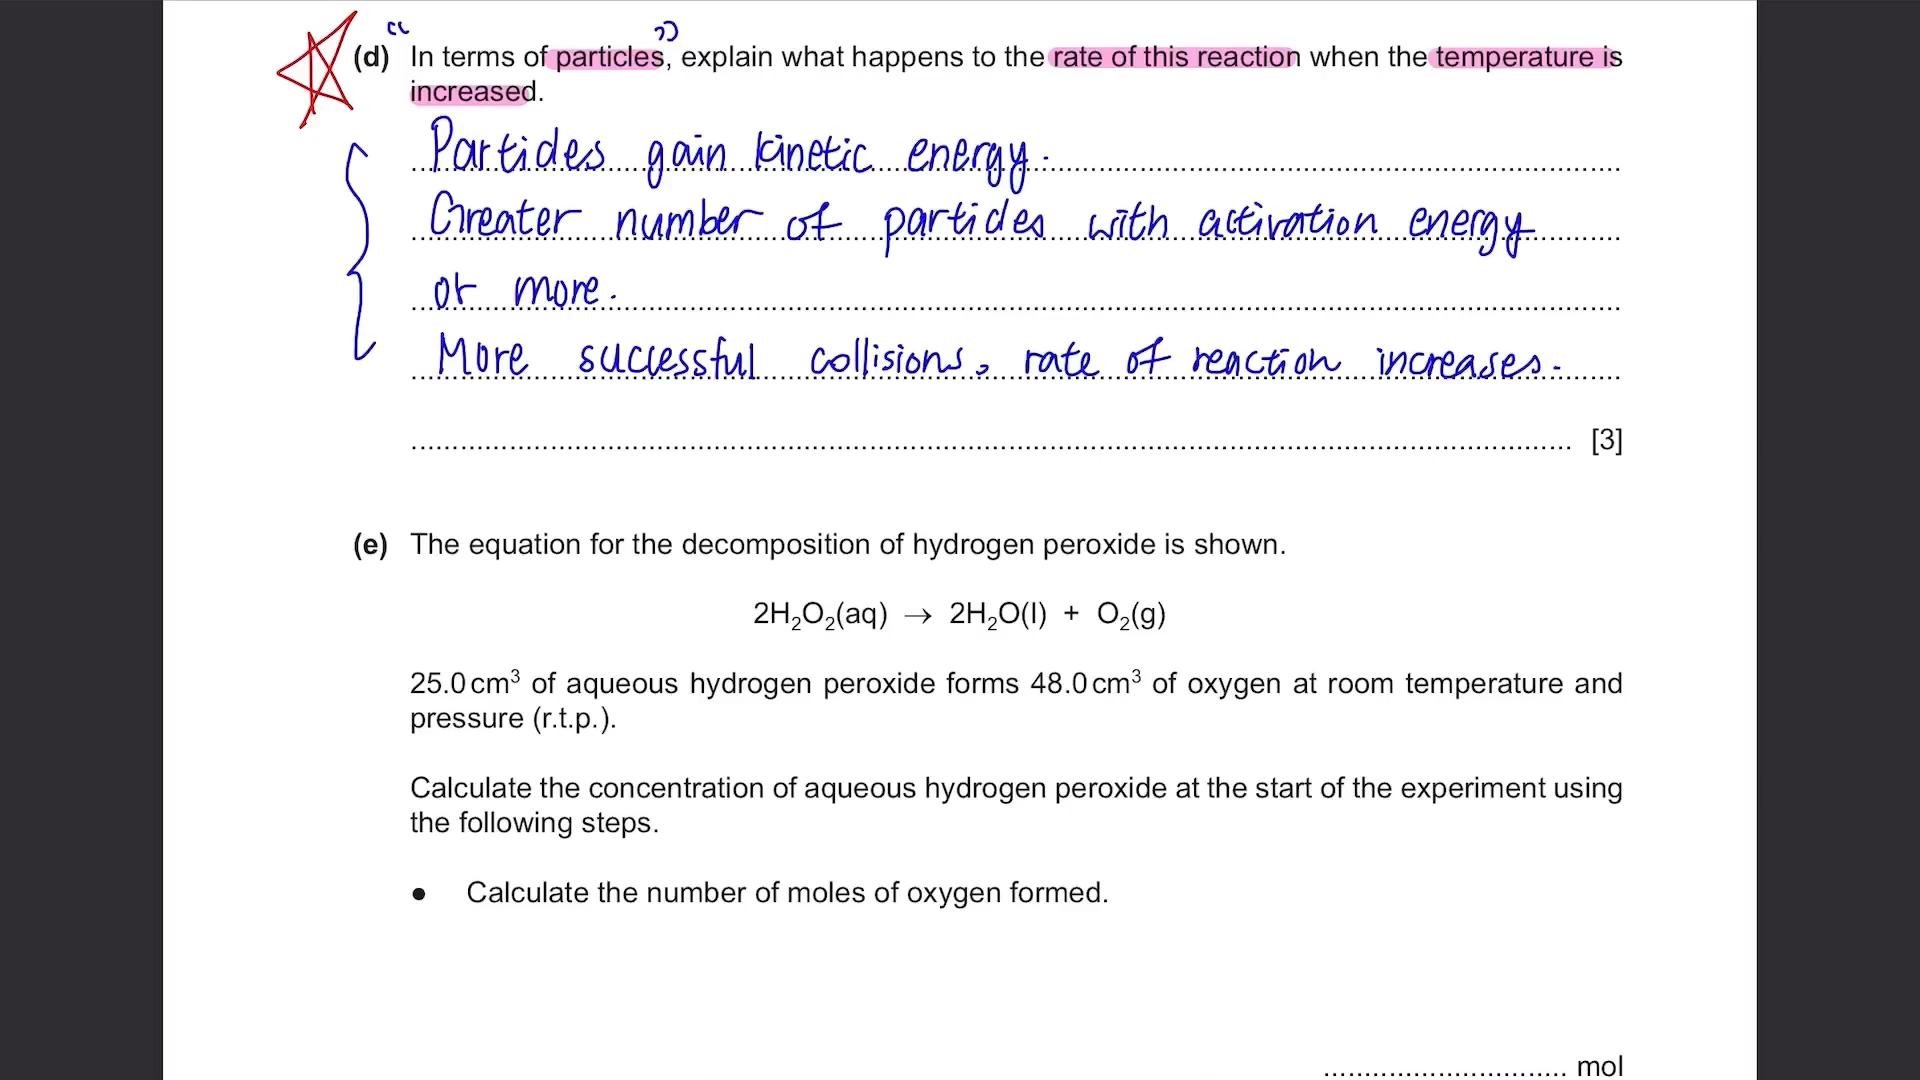 (d) “In terms of particles”, explain what happens to the rate of this reaction when the temperature is
increased.
Particles gain kinetic energy.
Greater number of particles with activation energy
or more.
More successful collisions, rate of reaction increases.
[3]
(e) The equation for the decomposition of hydrogen peroxide is shown.
2H₂O₂(aq) → 2H₂O(l) + O₂(g)
25.0 cm³ of aqueous hydrogen peroxide forms 48.0 cm³ of oxygen at room temperature and
pressure (r.t.p.).
Calculate the concentration of aqueous hydrogen peroxide at the start of the experiment using
the following steps.
● Calculate the number of moles of oxygen formed.
.............................. mol